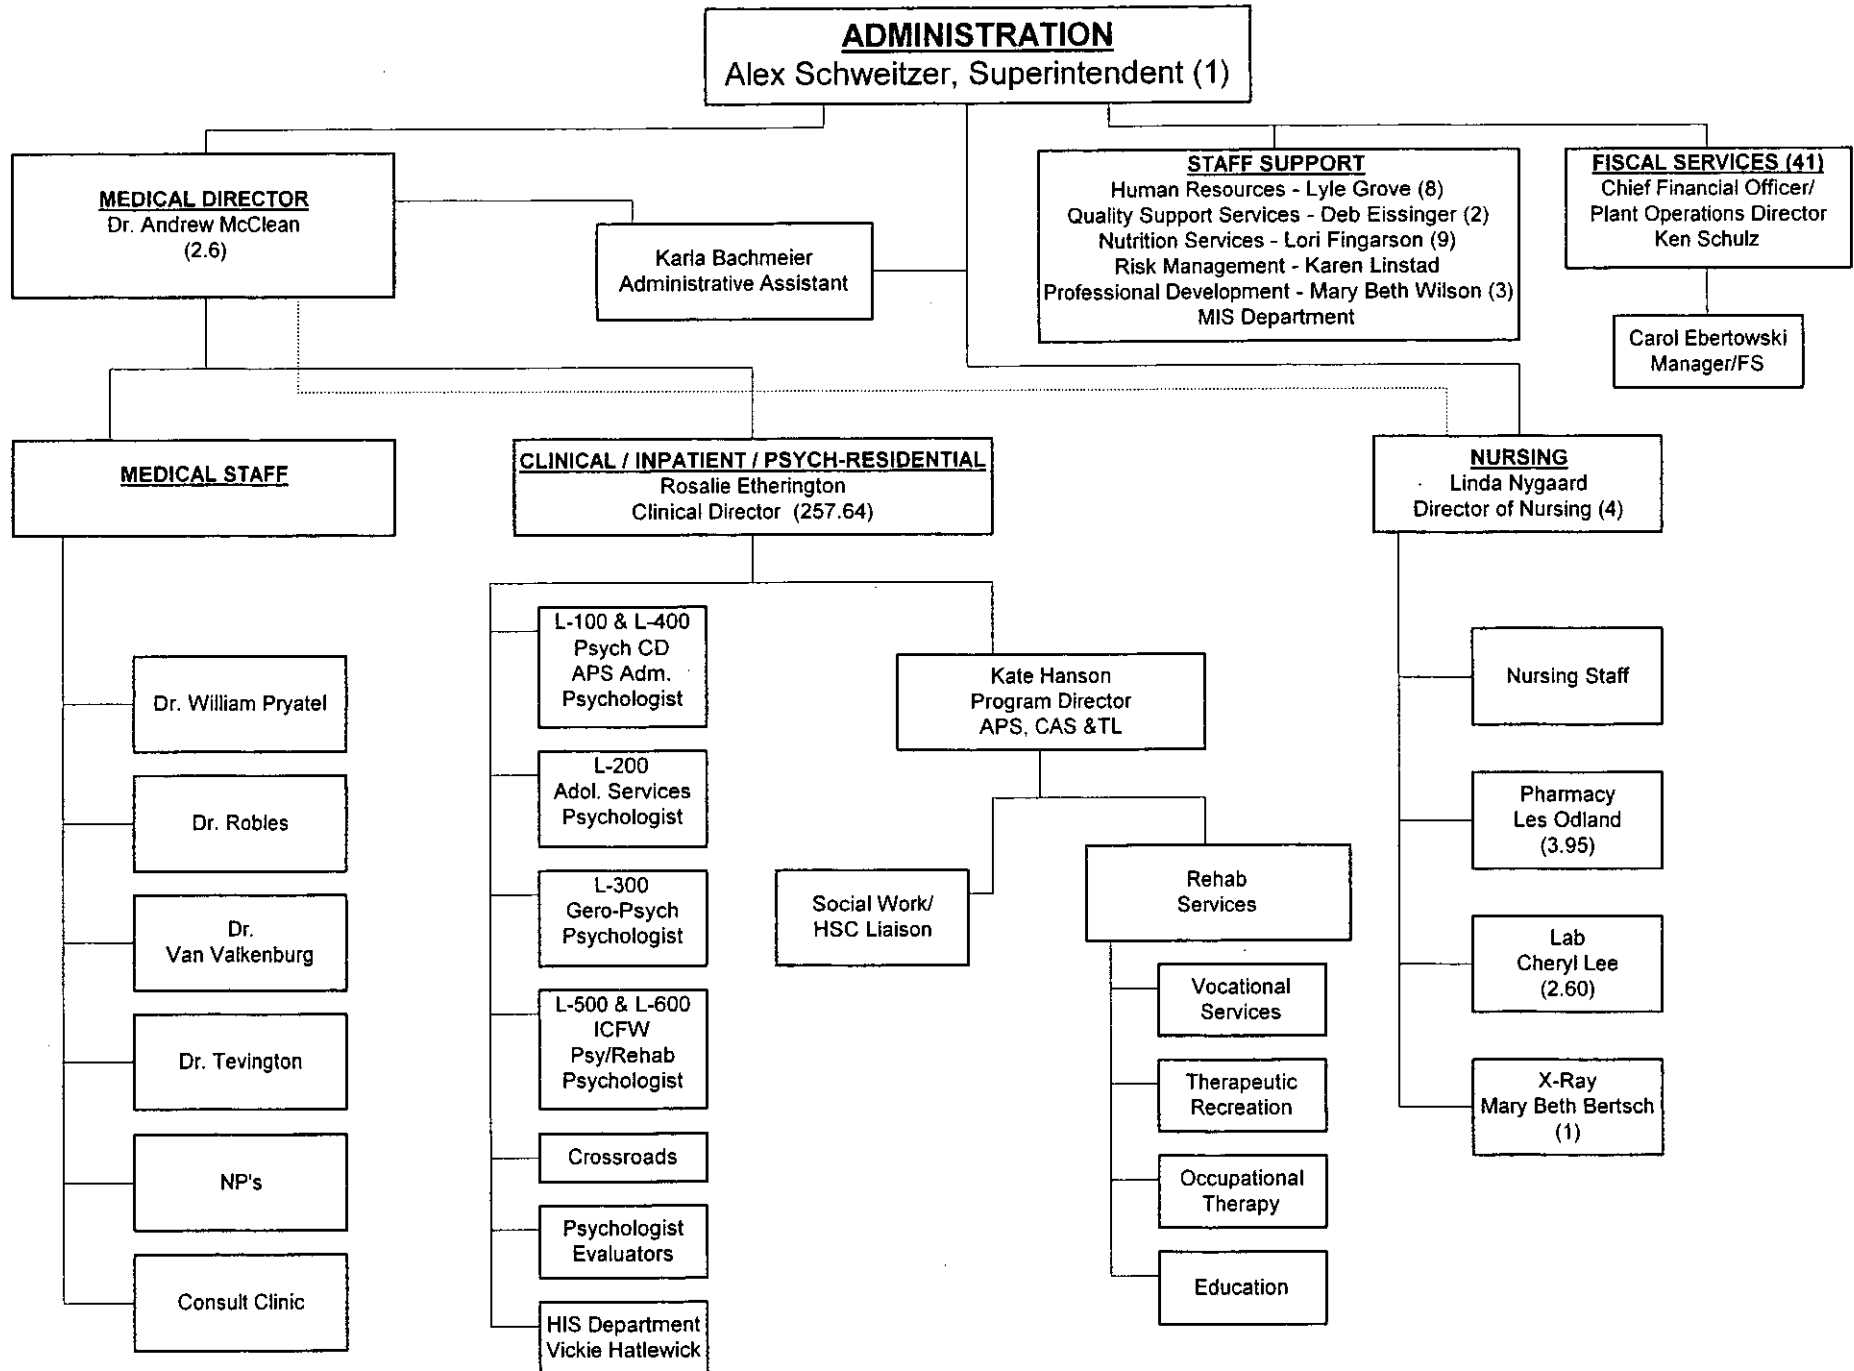 ADMINISTRATION
Alex Schweitzer, Superintendent (1)
MEDICAL DIRECTOR
Dr. Andrew McClean
(2.6)
Karla Bachmeier
Administrative Assistant
STAFF SUPPORT
Human Resources - Lyle Grove (8)
Quality Support Services - Deb Eissinger (2)
Nutrition Services - Lori Fingarson (9)
Risk Management - Karen Linstad
Professional Development - Mary Beth Wilson (3)
MIS Department
FISCAL SERVICES (41)
Chief Financial Officer/
Plant Operations Director
Ken Schulz
Carol Ebertowski
Manager/FS
MEDICAL STAFF
CLINICAL / INPATIENT / PSYCH-RESIDENTIAL
Rosalie Etherington
Clinical Director (257.64)
NURSING
Linda Nygaard
Director of Nursing (4)
Dr. William Pryatel
Dr. Robles
Dr.
Van Valkenburg
Dr. Tevington
NP's
Consult Clinic
L-100 & L-400
Psych CD
APS Adm.
Psychologist
L-200
Adol. Services
Psychologist
L-300
Gero-Psych
Psychologist
L-500 & L-600
ICFW
Psy/Rehab
Psychologist
Crossroads
Psychologist
Evaluators
HIS Department
Vickie Hatlewick
Kate Hanson
Program Director
APS, CAS &TL
Social Work/
HSC Liaison
Rehab
Services
Vocational
Services
Therapeutic
Recreation
Occupational
Therapy
Education
Nursing Staff
Pharmacy
Les Odland
(3.95)
Lab
Cheryl Lee
(2.60)
X-Ray
Mary Beth Bertsch
(1)